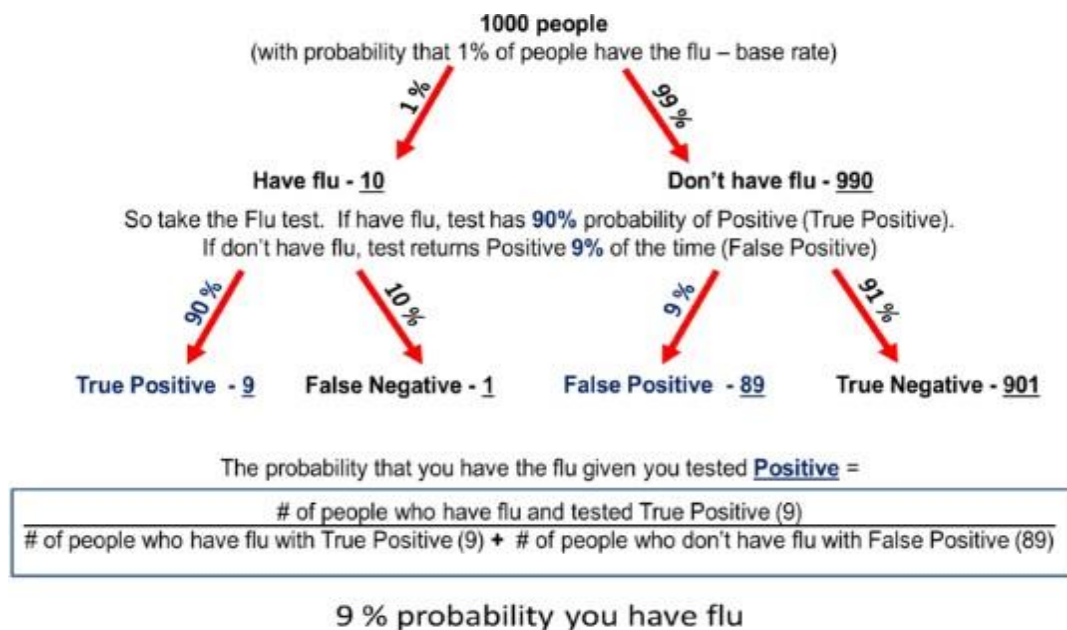 1000 people
(with probability that 1% of people have the flu – base rate)
1 %
99 %
Have flu - 10
Don't have flu - 990
So take the Flu test. If have flu, test has 90% probability of Positive (True Positive).
If don't have flu, test returns Positive 9% of the time (False Positive)
90 %
10 %
9 %
91 %
True Positive - 9
False Negative - 1
False Positive - 89
True Negative - 901
The probability that you have the flu given you tested Positive =
# of people who have flu and tested True Positive (9)
# of people who have flu with True Positive (9) + # of people who don't have flu with False Positive (89)
9 % probability you have flu